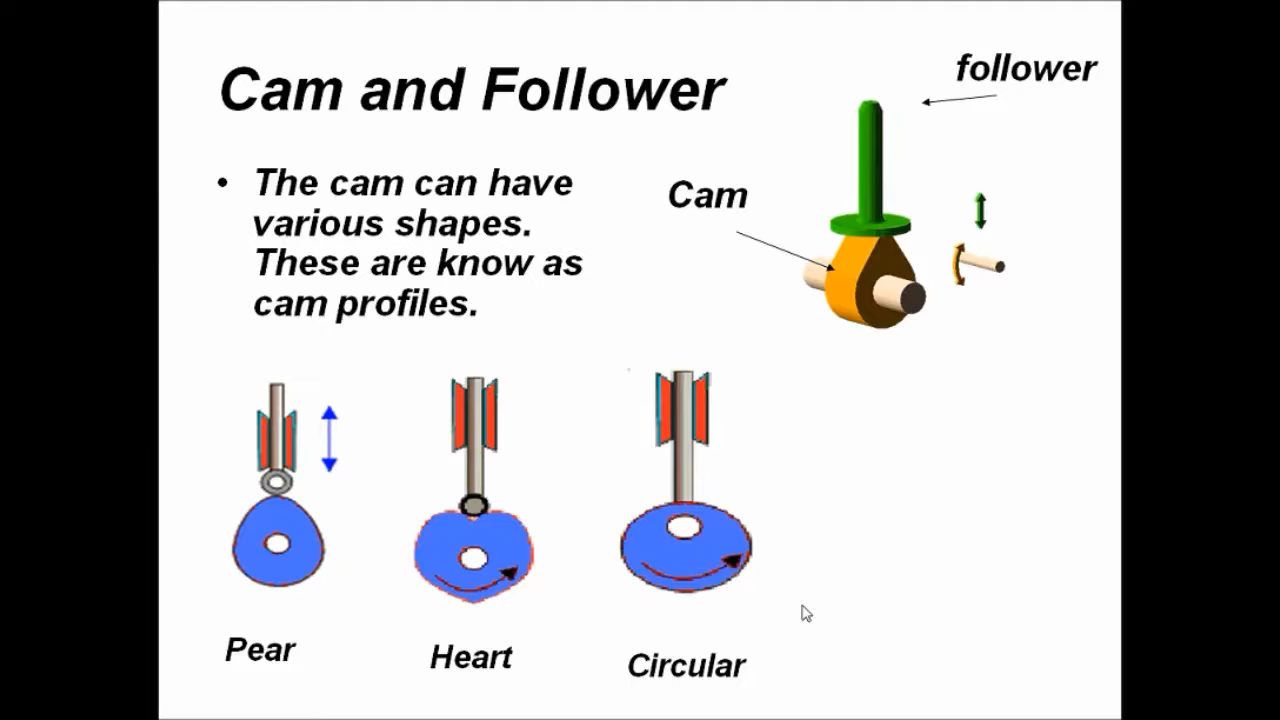 Cam and Follower
follower
• The cam can have
various shapes.
These are know as
cam profiles.
Cam
Pear
Heart
Circular